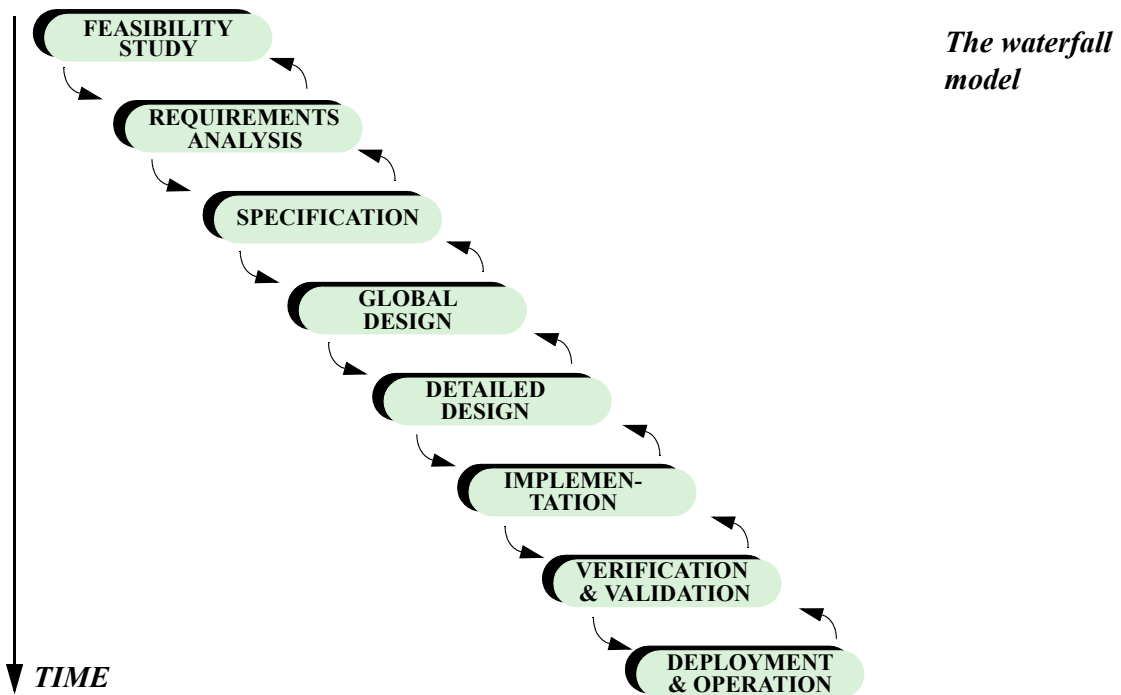 FEASIBILITY
STUDY
The waterfall
model
REQUIREMENTS
ANALYSIS
SPECIFICATION
GLOBAL
DESIGN
DETAILED
DESIGN
IMPLEMEN-
TATION
VERIFICATION
& VALIDATION
DEPLOYMENT
& OPERATION
TIME